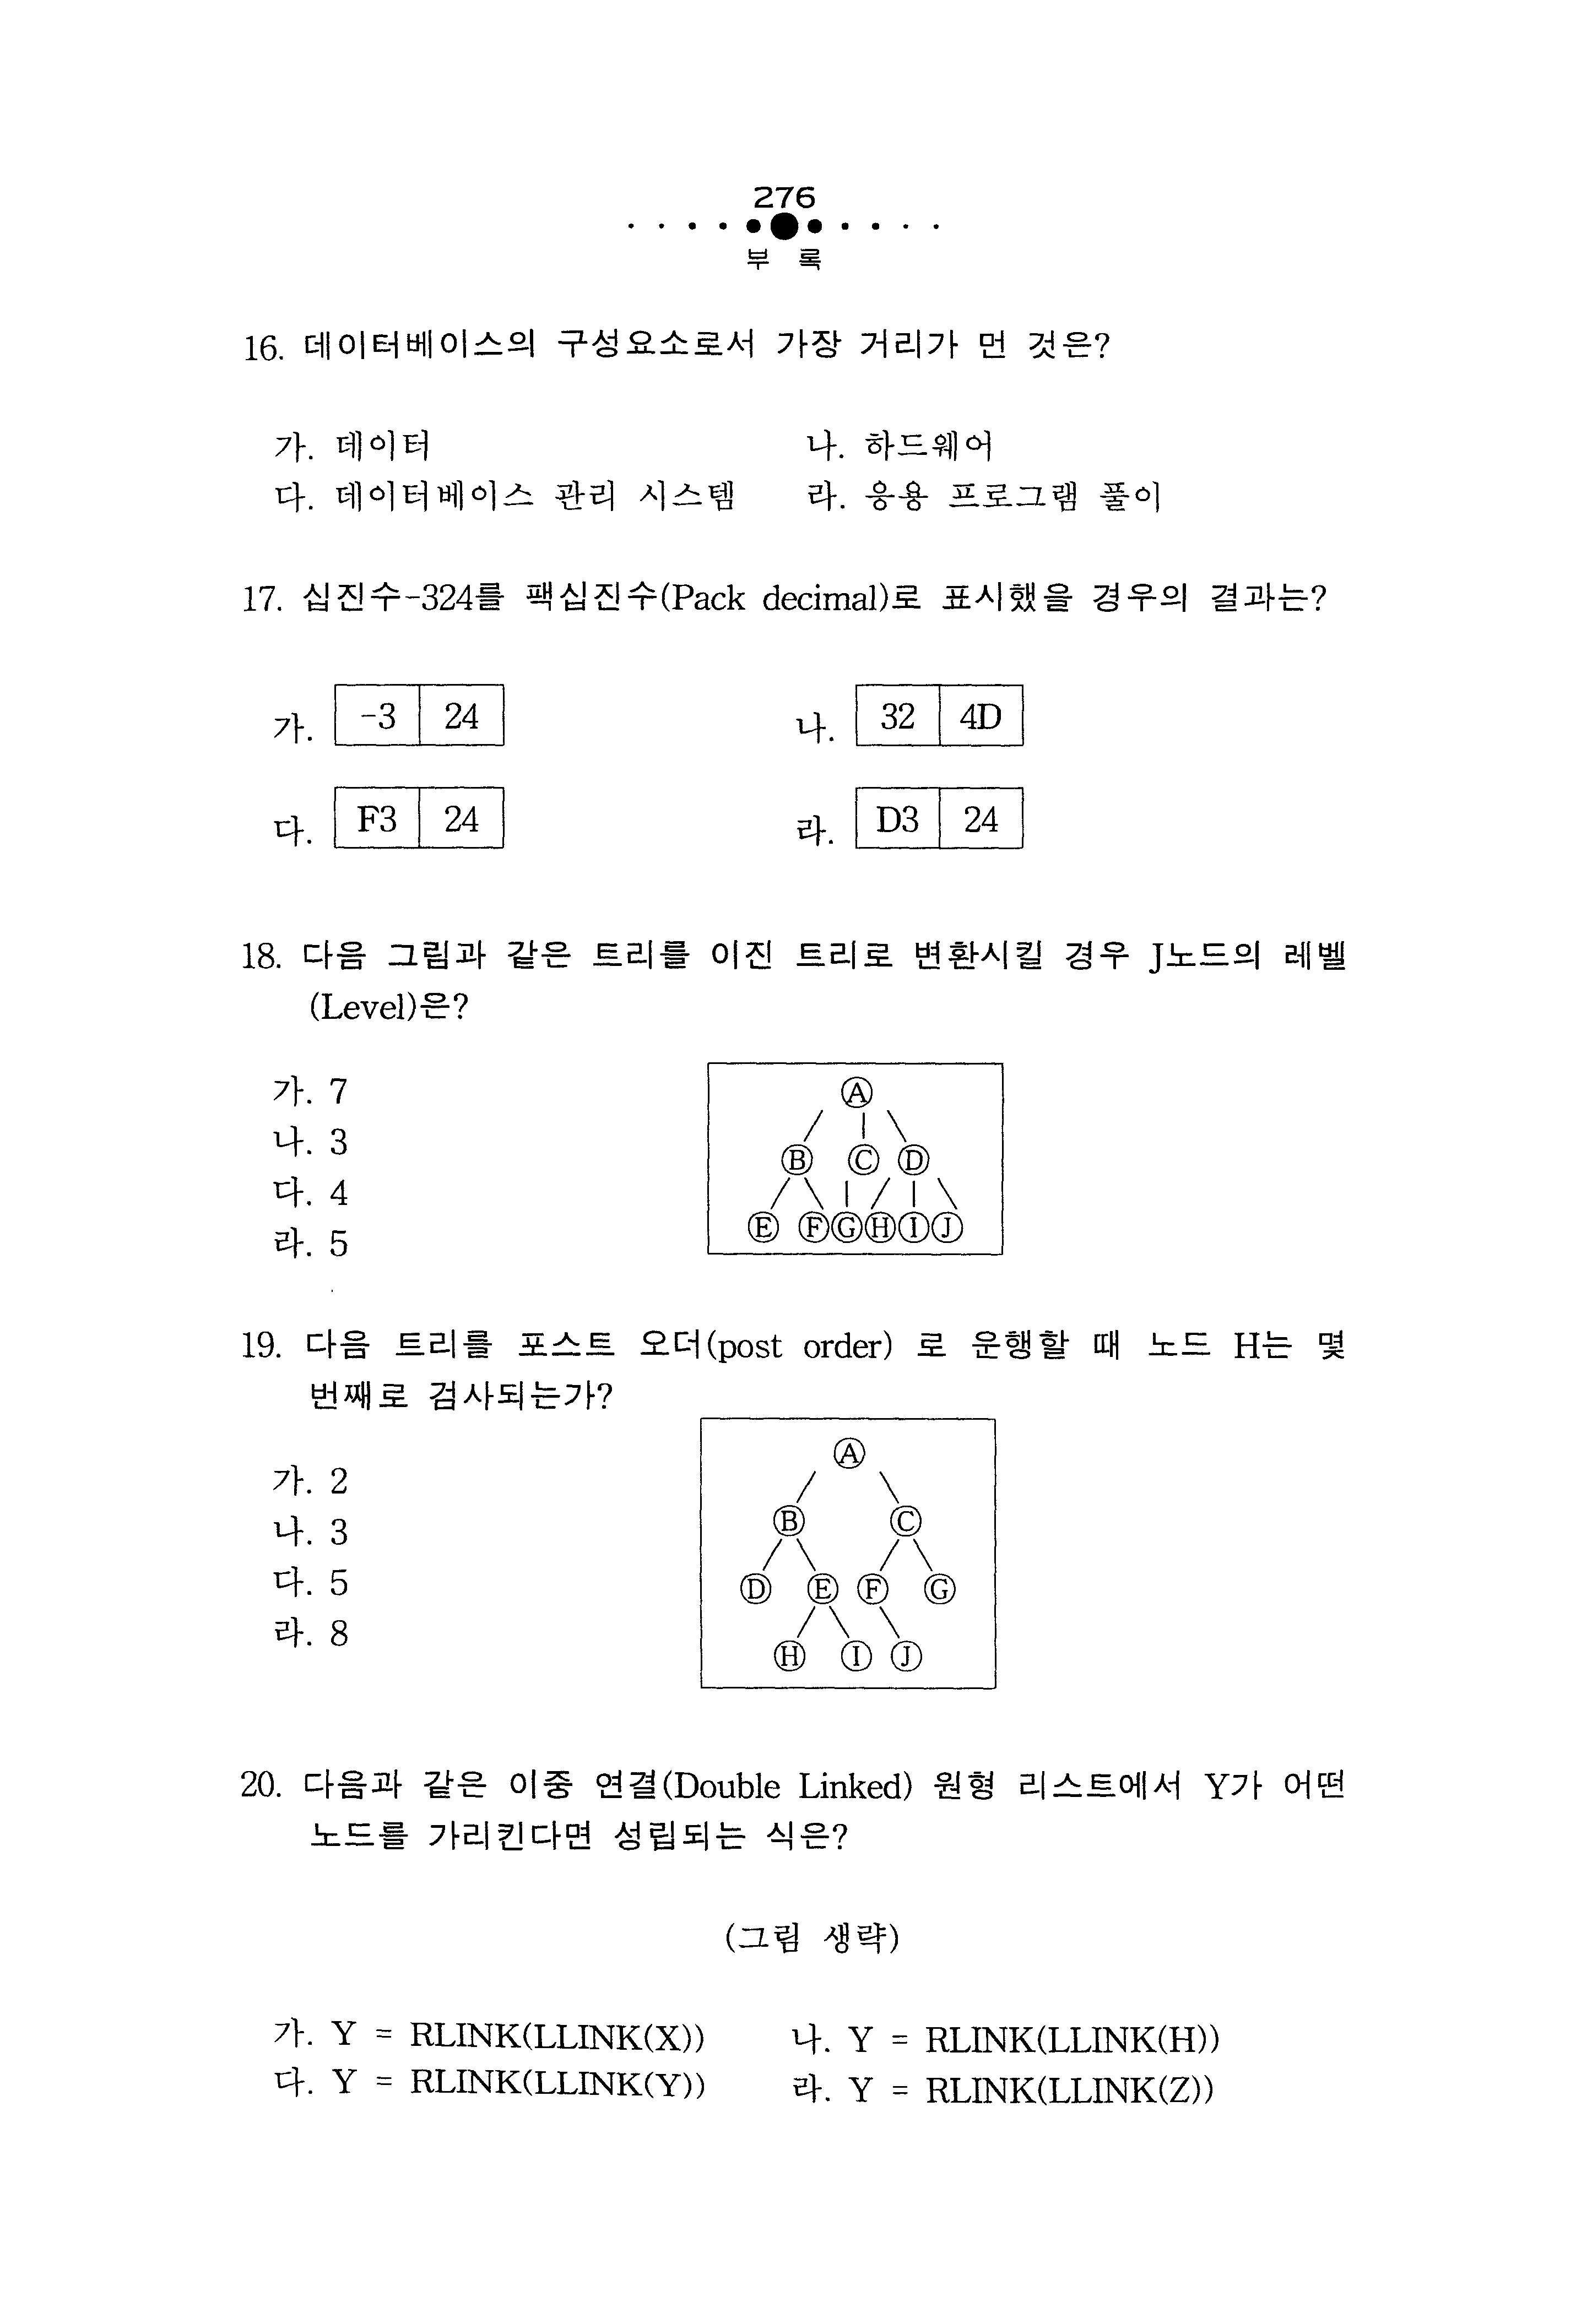 276
부 록
16. 데이터베이스의 구성요소로서 가장 거리가 먼 것은?
가. 데이터 나. 하드웨어
다. 데이터베이스 관리 시스템 라. 응용 프로그램 풀이
17. 십진수-324를 팩십진수(Pack decimal)로 표시했을 경우의 결과는?
가. -3 24 나. 32 4D
다. F3 24 라. D3 24
18. 다음 그림과 같은 트리를 이진 트리로 변환시킬 경우 J노드의 레벨
(Level)은?
가. 7
나. 3
다. 4
라. 5
A
B C D
E F G H I J
19. 다음 트리를 포스트 오더(post order) 로 운행할 때 노드 H는 몇
번째로 검사되는가?
가. 2
나. 3
다. 5
라. 8
A
B C
D E F G
H I J
20. 다음과 같은 이중 연결(Double Linked) 원형 리스트에서 Y가 어떤
노드를 가리킨다면 성립되는 식은?
(그림 생략)
가. Y = RLINK(LLINK(X)) 나. Y = RLINK(LLINK(H))
다. Y = RLINK(LLINK(Y)) 라. Y = RLINK(LLINK(Z))